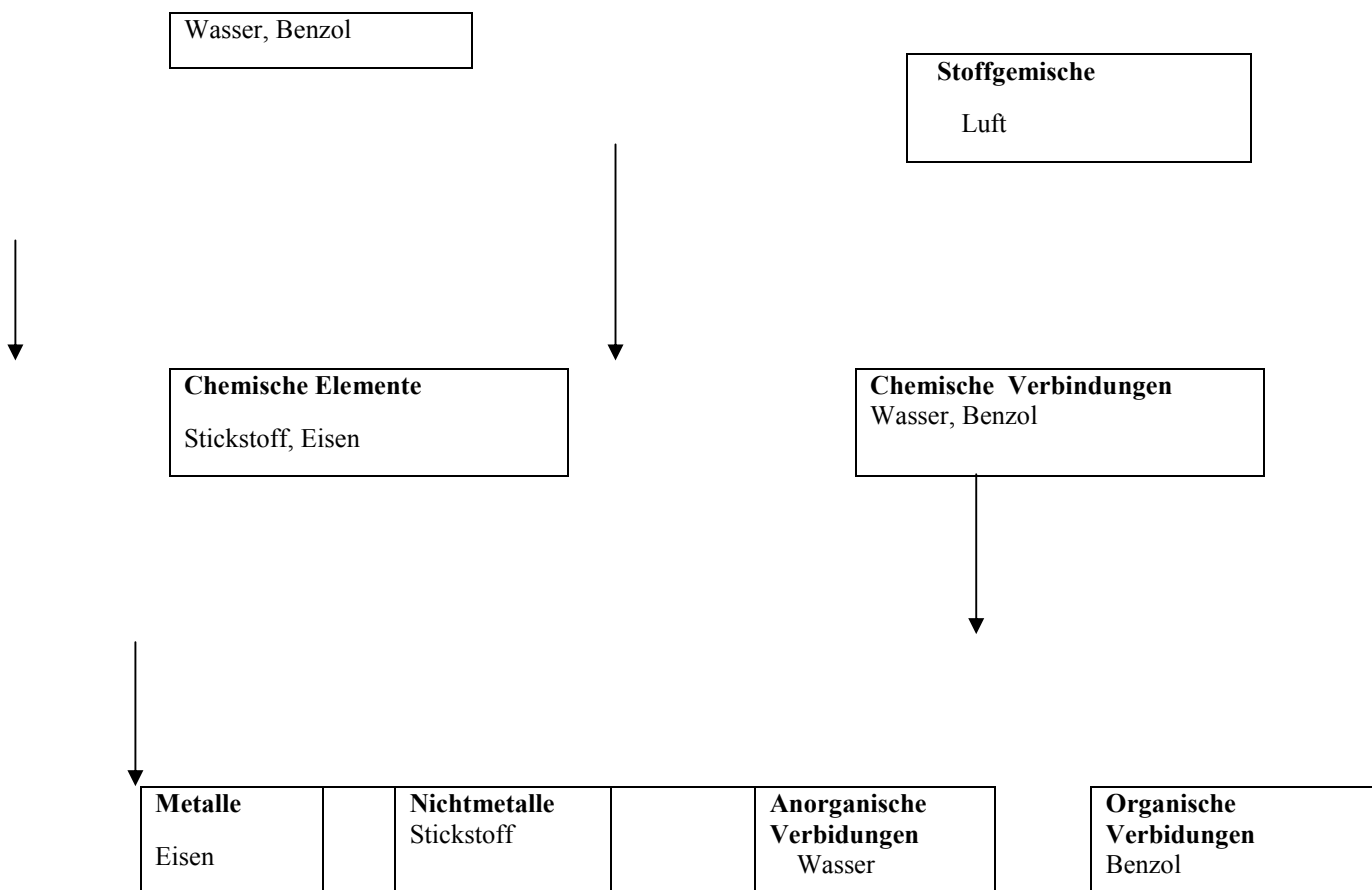 Wasser, Benzol
Stoffgemische
Luft
Chemische Elemente
Stickstoff, Eisen
Chemische Verbindungen
Wasser, Benzol
Metalle
Eisen
Nichtmetalle
Stickstoff
Anorganische
Verbidungen
Wasser
Organische
Verbidungen
Benzol